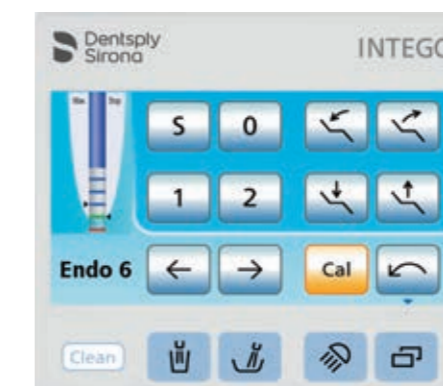 Dentsply
Sirona
INTEGO
S
0
1
2
Endo 6
Cal
Clean